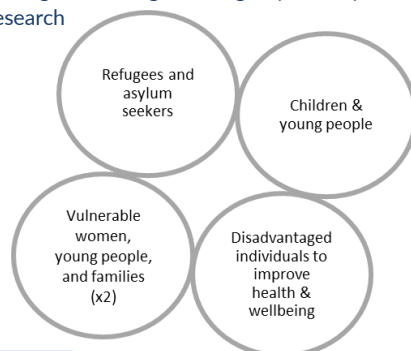 esearch
Refugees and
asylum
seekers
Children &
young people
Vulnerable
women,
young people,
and families
(x2)
Disadvantaged
individuals to
improve
health &
wellbeing